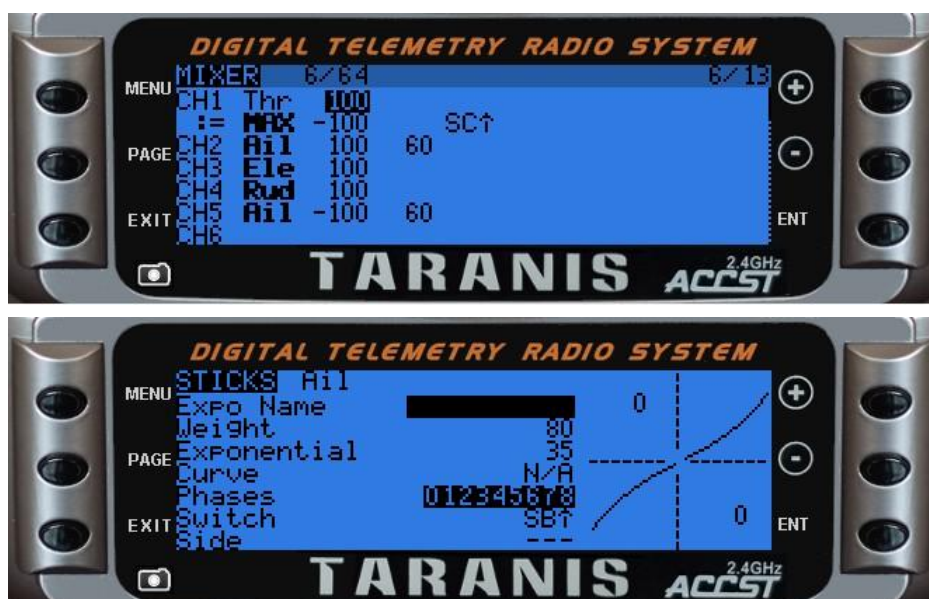 DIGITAL TELEMETRY RADIO SYSTEM
MENU
PAGE
EXIT
MIXER 6/64 6/13
CH1 Thr 100
:= MAX -100 SC↑
CH2 Ail 100 60
CH3 Ele 100
CH4 Rud 100
CH5 Ail -100 60
CH6
+
-
ENT
TARANIS 2.4GHz ACCST
DIGITAL TELEMETRY RADIO SYSTEM
MENU
PAGE
EXIT
STICKS Ail
Expo Name
Weight 80
Exponential 35
Curve N/A
Phases 012345678
Switch SB↑
Side ---
0
0
+
-
ENT
TARANIS 2.4GHz ACCST